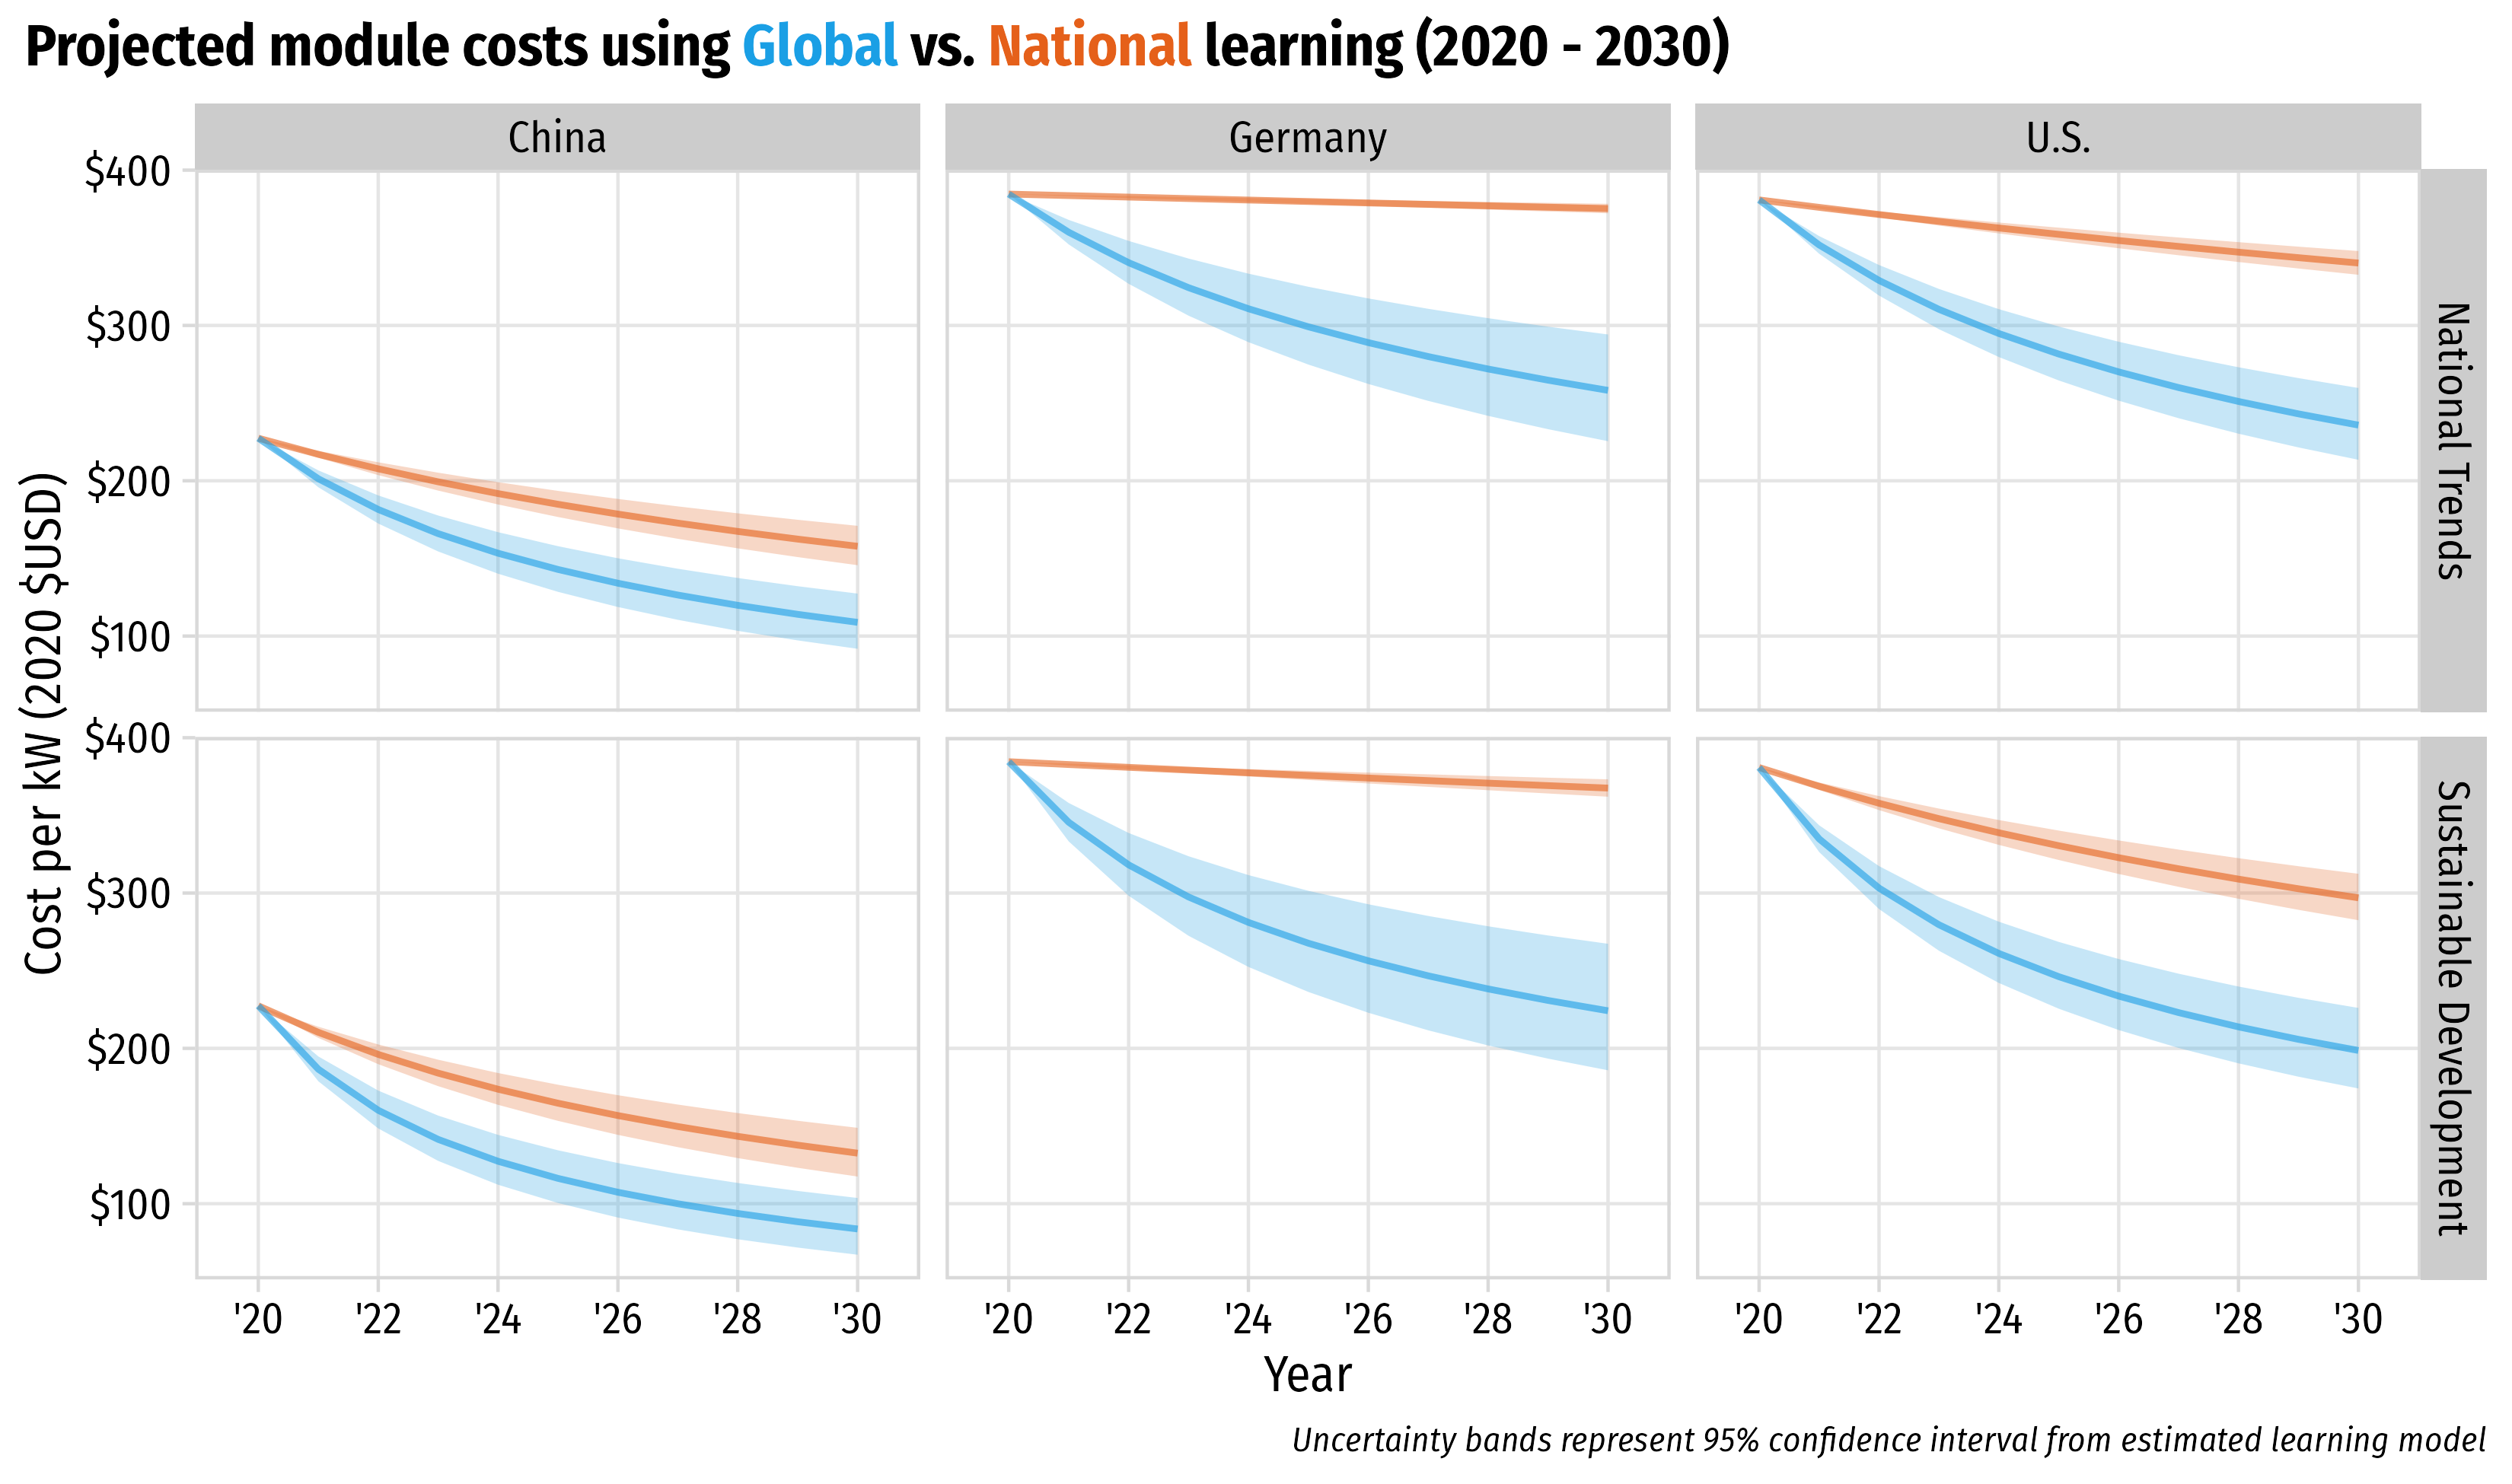 Projected module costs using Global vs. National learning (2020 - 2030)
China
Germany
U.S.
$400
$300
$200
$100
National Trends
Cost per kW (2020 $USD)
$400
$300
$200
$100
Sustainable Development
'20 '22 '24 '26 '28 '30
'20 '22 '24 '26 '28 '30
'20 '22 '24 '26 '28 '30
Year
Uncertainty bands represent 95% confidence interval from estimated learning model